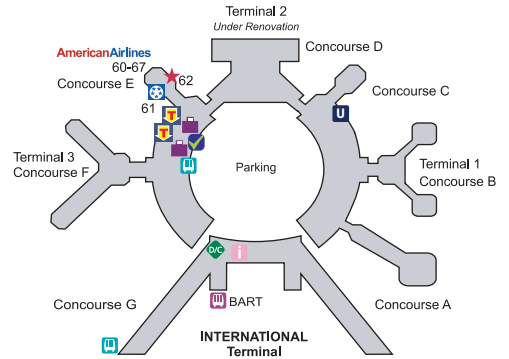 Terminal 2
Under Renovation
Concourse D
AmericanAirlines
60-67
62
Concourse E
Concourse C
61
T
U
T
Terminal 3
Concourse F
Parking
Terminal 1
Concourse B
D/C
i
Concourse G
BART
Concourse A
INTERNATIONAL
Terminal